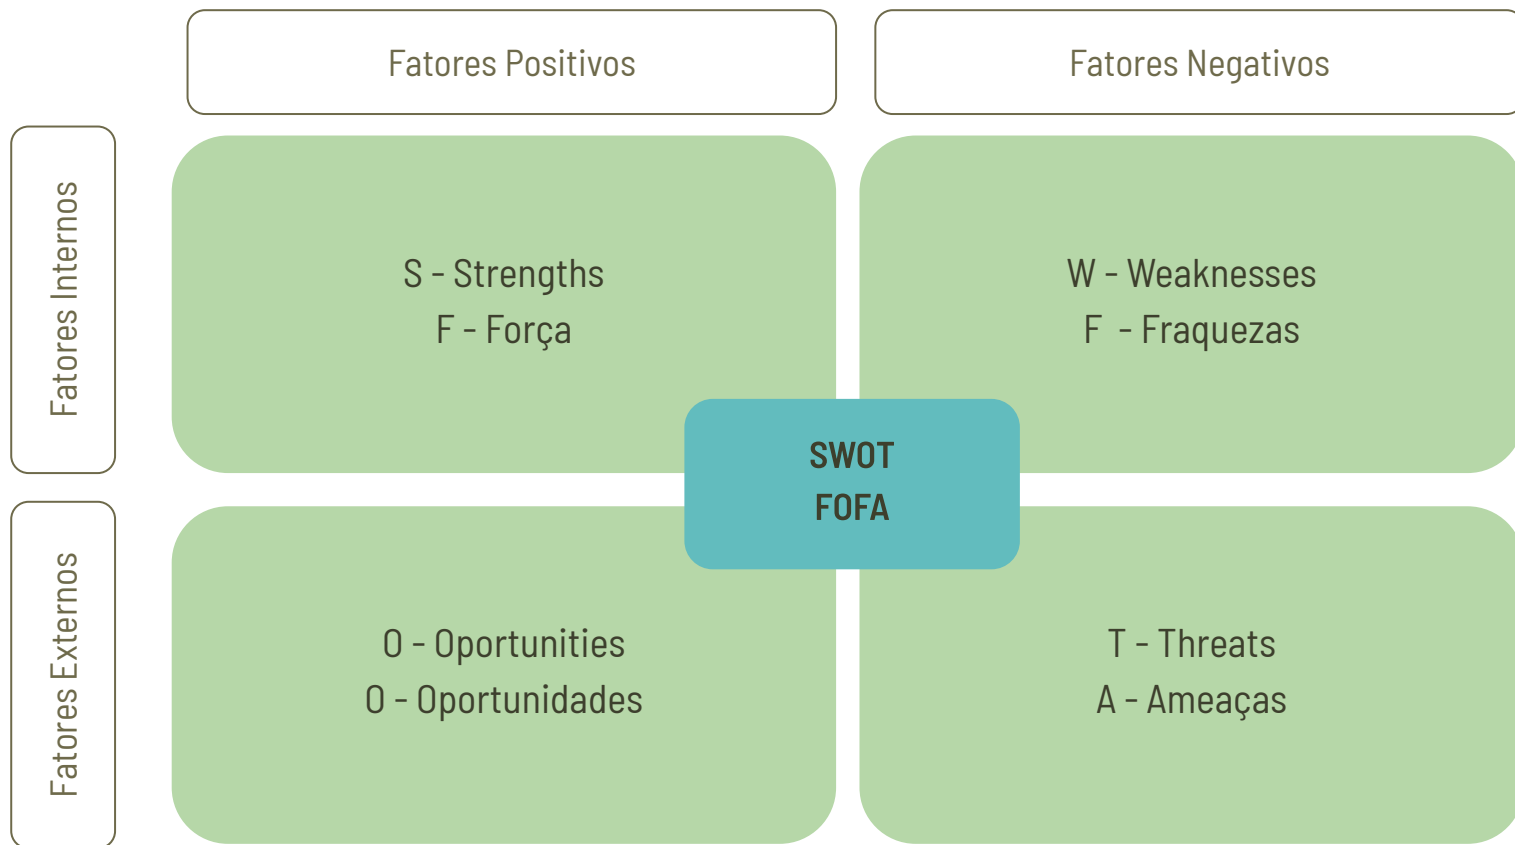 Fatores Positivos
Fatores Negativos
Fatores Internos
S - Strengths
F - Força
W - Weaknesses
F - Fraquezas
SWOT
FOFA
Fatores Externos
O - Oportunities
O - Oportunidades
T - Threats
A - Ameaças